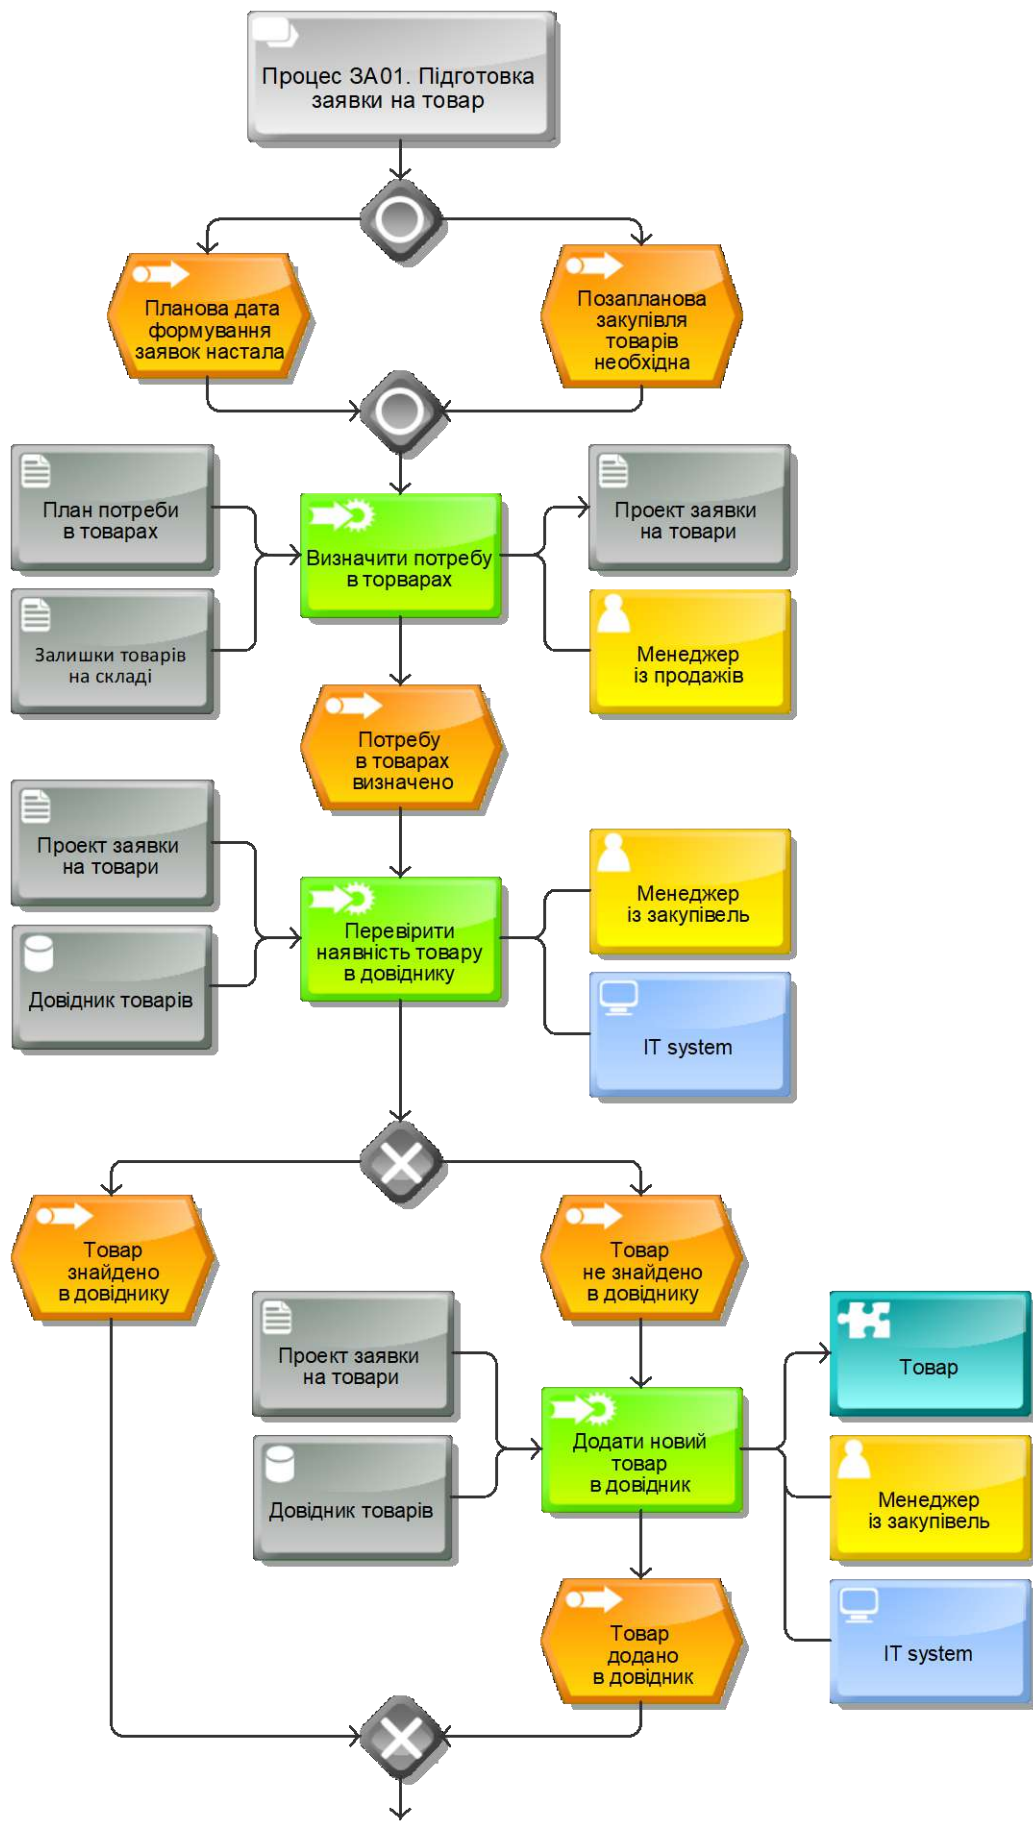 Процес ЗА01. Підготовка
заявки на товар
Планова дата
формування
заявок настала
Позапланова
закупівля
товарів
необхідна
План потреби
в товарах
Визначити потребу
в торварах
Проект заявки
на товари
Залишки товарів
на складі
Менеджер
із продажів
Потребу
в товарах
визначено
Проект заявки
на товари
Менеджер
із закупівель
Перевірити
наявність товару
в довіднику
Довідник товарів
IT system
Товар
знайдено
в довіднику
Товар
не знайдено
в довіднику
Проект заявки
на товари
Товар
Додати новий
товар
в довідник
Довідник товарів
Менеджер
із закупівель
Товар
додано
в довідник
IT system